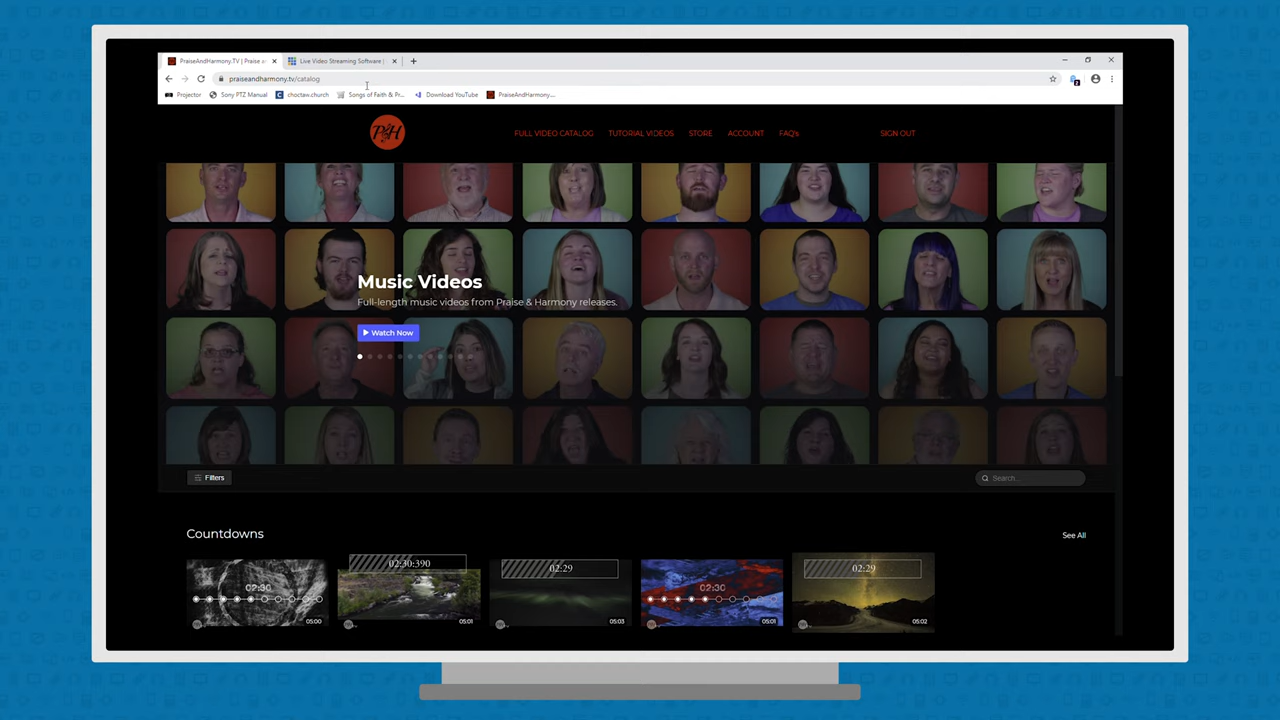 PraiseAndHarmony.TV | Praise a
Live Video Streaming Software |
praiseandharmony.tv/catalog
Projector
Sony PTZ Manual
choctaw.church
Songs of Faith & Pr...
Download YouTube
PraiseAndHarmony....
P&H
FULL VIDEO CATALOG
TUTORIAL VIDEOS
STORE
ACCOUNT
FAQ's
SIGN OUT
Music Videos
Full-length music videos from Praise & Harmony releases.
Watch Now
Filters
Search...
Countdowns
See All
02:30
05:00
02:30:390
05:01
02:29
05:03
02:30
05:01
02:29
05:02